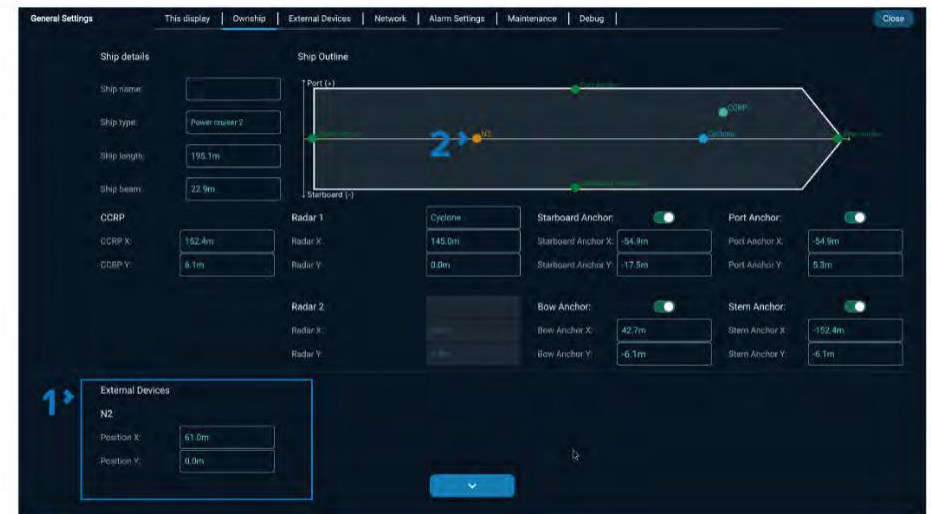 General Settings This display | Ownship | External Devices | Network | Alarm Settings | Maintenance | Debug | Close
Ship details Ship Outline
Port (+)
Ship name:
Ship type: Power cruiser 2
Ship length: 195.1m
Ship beam: 22.9m
CCRP
2 N2
Cyclone
Starboard (-)
CCRP Radar 1 Cyclone Starboard Anchor: Port Anchor:
CCRP X: 152.4m Radar X: 145.0m Starboard Anchor X: -54.9m Port Anchor X: -54.9m
CCRP Y: 6.1m Radar Y: 0.0m Starboard Anchor Y: -17.5m Port Anchor Y: 5.3m
Radar 2 Bow Anchor: Stern Anchor:
Radar X: Bow Anchor X: 42.7m Stern Anchor X: -152.4m
Radar Y: Bow Anchor Y: -6.1m Stern Anchor Y: -6.1m
1 External Devices
N2
Position X: 61.0m
Position Y: 0.0m